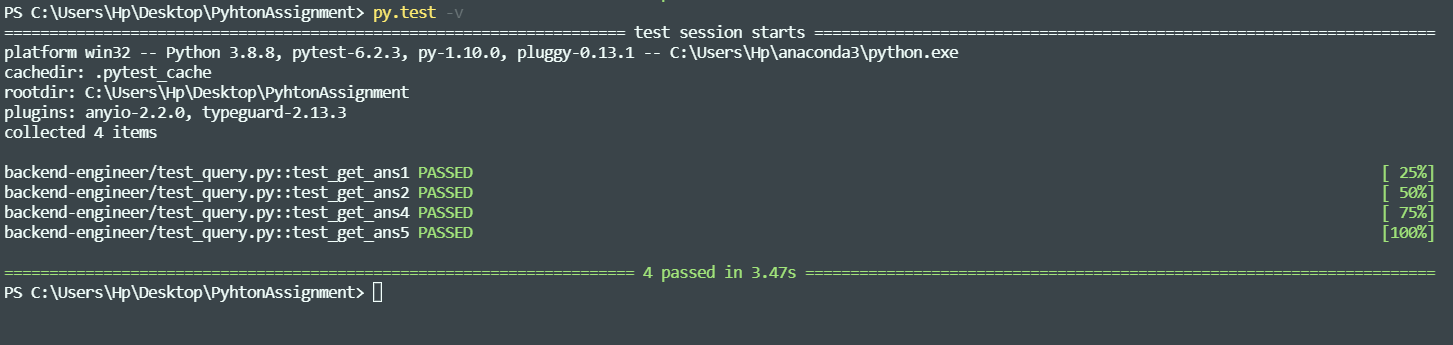 PS C:\Users\Hp\Desktop\PyhtonAssignment> py.test -v
============================================================================= test session starts =============================================================================
platform win32 -- Python 3.8.8, pytest-6.2.3, py-1.10.0, pluggy-0.13.1 -- C:\Users\Hp\anaconda3\python.exe
cachedir: .pytest_cache
rootdir: C:\Users\Hp\Desktop\PyhtonAssignment
plugins: anyio-2.2.0, typeguard-2.13.3
collected 4 items
backend-engineer/test_query.py::test_get_ans1 PASSED [ 25%]
backend-engineer/test_query.py::test_get_ans2 PASSED [ 50%]
backend-engineer/test_query.py::test_get_ans4 PASSED [ 75%]
backend-engineer/test_query.py::test_get_ans5 PASSED [100%]
============================================================================== 4 passed in 3.47s ==============================================================================
PS C:\Users\Hp\Desktop\PyhtonAssignment>